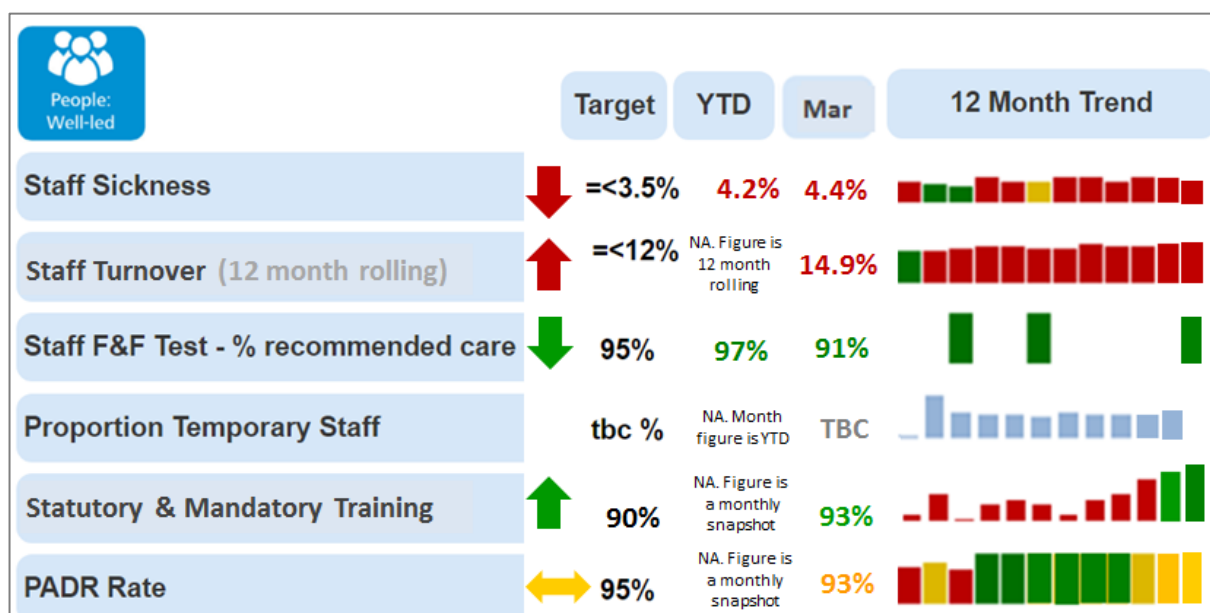 People:
Well-led
Target YTD Mar 12 Month Trend
Staff Sickness =<3.5% 4.2% 4.4%
Staff Turnover (12 month rolling) =<12% NA. Figure is
12 month
rolling
14.9%
Staff F&F Test - % recommended care 95% 97% 91%
Proportion Temporary Staff tbc % NA. Month
figure is YTD
TBC
Statutory & Mandatory Training 90% NA. Figure is
a monthly
snapshot
93%
PADR Rate 95% NA. Figure is
a monthly
snapshot
93%